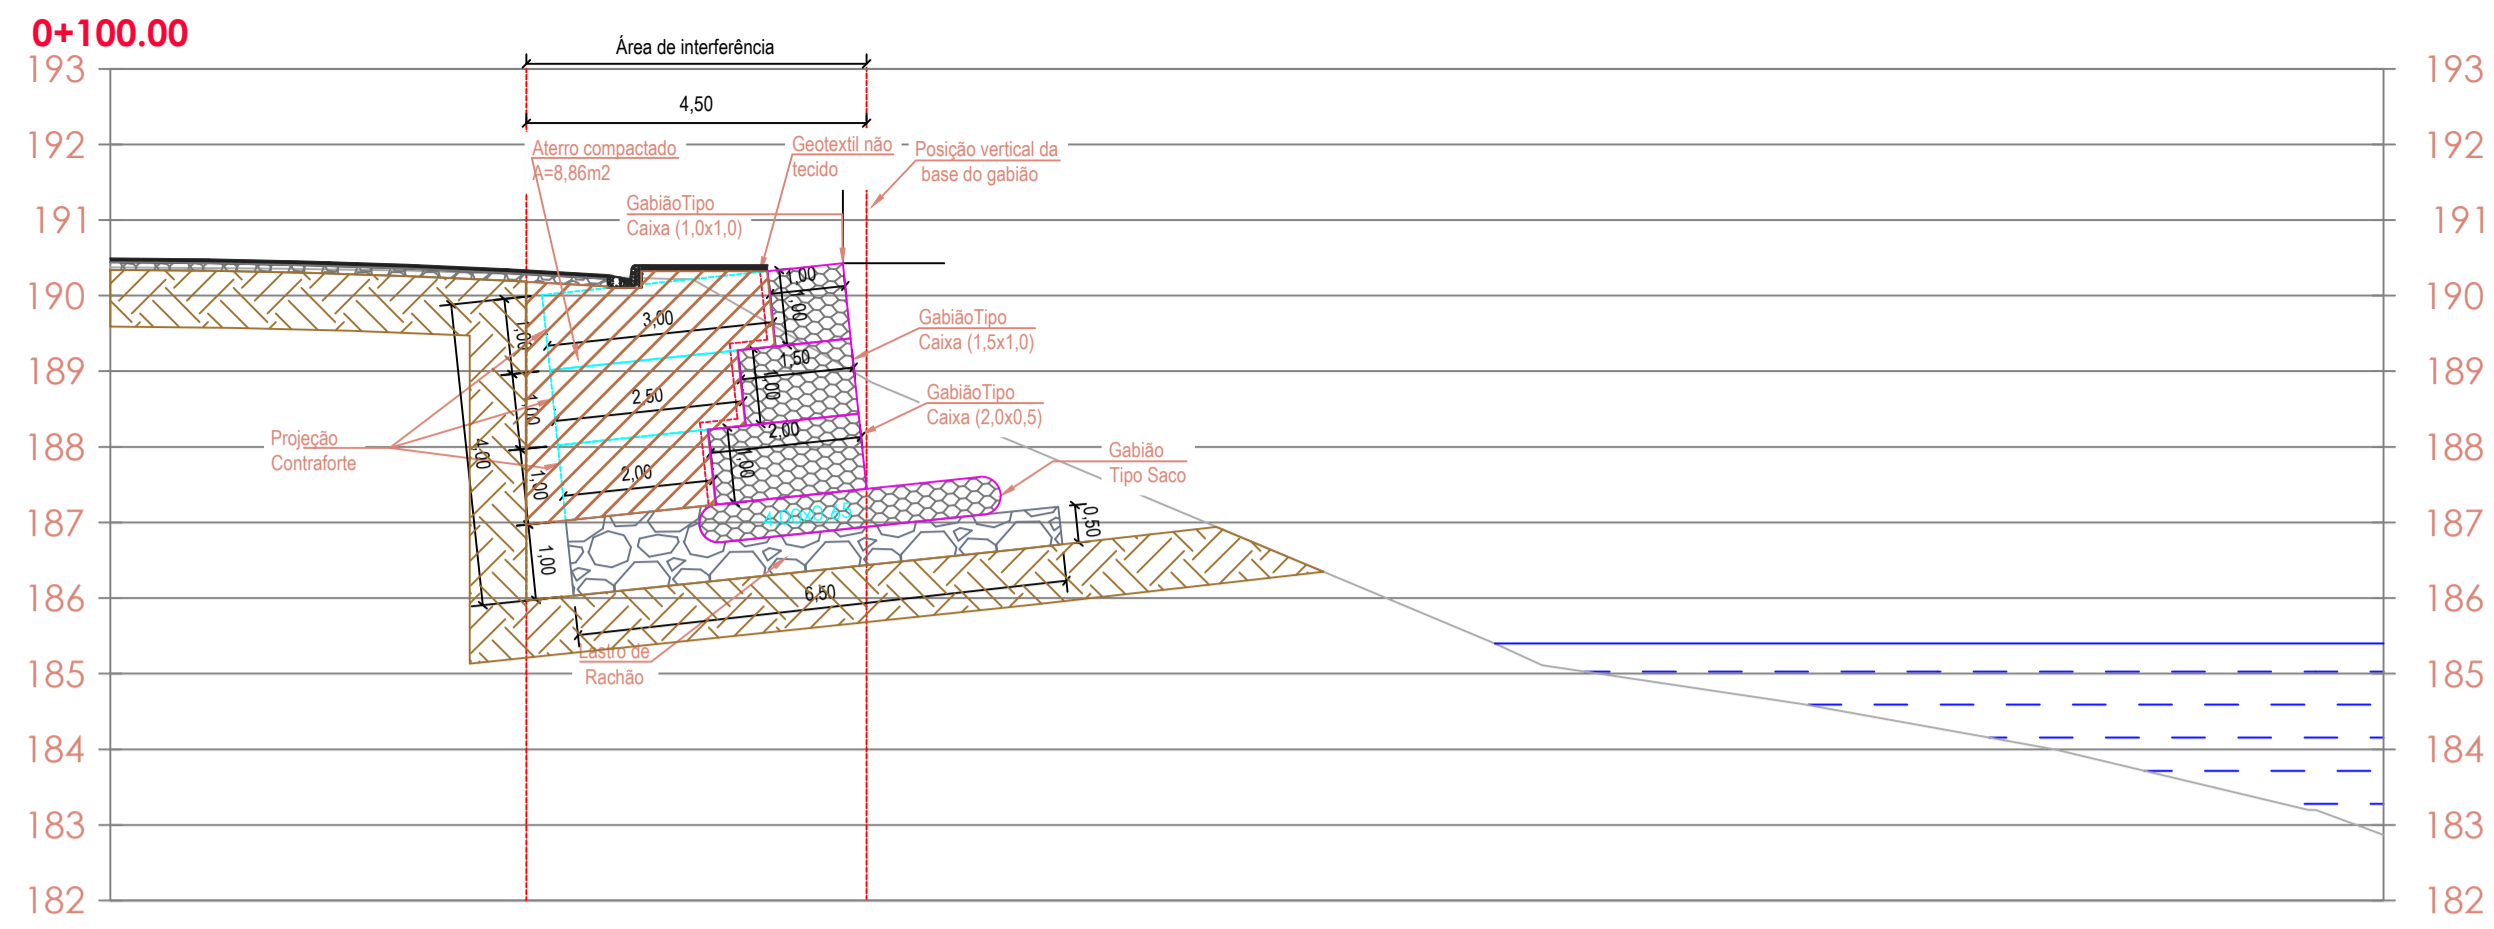 0+100.00
Área de interferência
193
193
4,50
192
192
Aterro compactado
A=8,86m2
Geotextil não
tecido
Posição vertical da
base do gabião
GabiãoTipo
Caixa (1,0x1,0)
191
191
190
190
1,00
1,00
3,00
1,00
GabiãoTipo
Caixa (1,5x1,0)
189
189
1,50
1,00
2,50
1,00
GabiãoTipo
Caixa (2,0x0,5)
188
188
Projeção
Contraforte
4,00
2,00
1,00
2,00
1,00
Gabião
Tipo Saco
187
187
4,00x0,65
0,50
1,00
186
186
6,50
Lastro de
Rachão
185
185
184
184
183
183
182
182